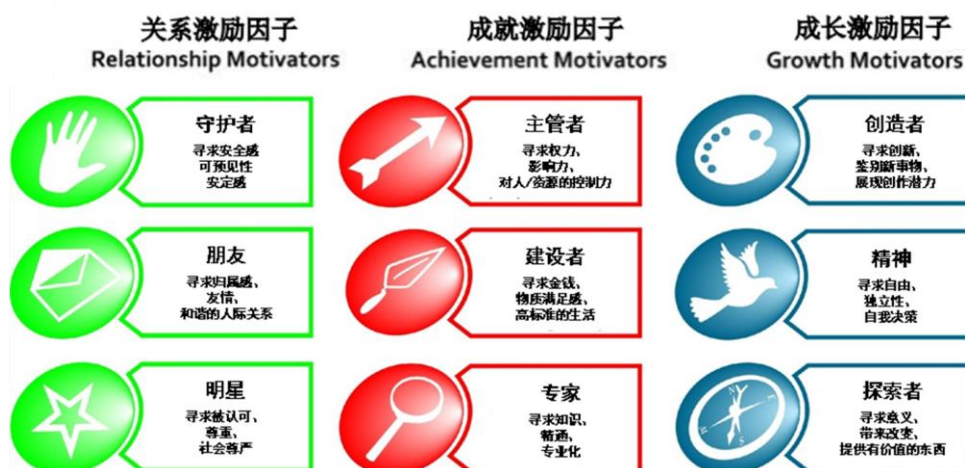 关系激励因子
Relationship Motivators
成就激励因子
Achievement Motivators
成长激励因子
Growth Motivators
守护者
寻求安全感
可预见性
安定感
主管者
寻求权力、
影响力、
对人/资源的控制力
创造者
寻求创新、
鉴别新事物、
展现创作潜力
朋友
寻求归属感、
友情、
和谐的人际关系
建设者
寻求金钱、
物质满足感、
高标准的生活
精神
寻求自由、
独立性、
自我决策
明星
寻求被认可、
尊重、
社会尊严
专家
寻求知识、
精通、
专业化
探索者
寻求意义、
带来改变、
提供有价值的东西
N
S